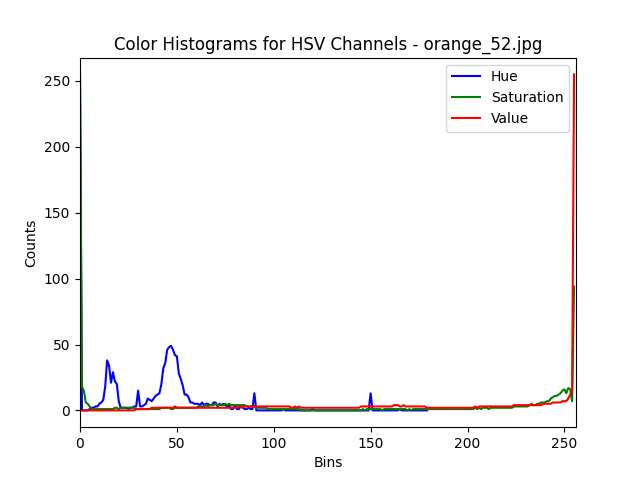 Color Histograms for HSV Channels - orange_52.jpg
Hue
Saturation
Value
Counts
250
200
150
100
50
0
0 50 100 150 200 250
Bins